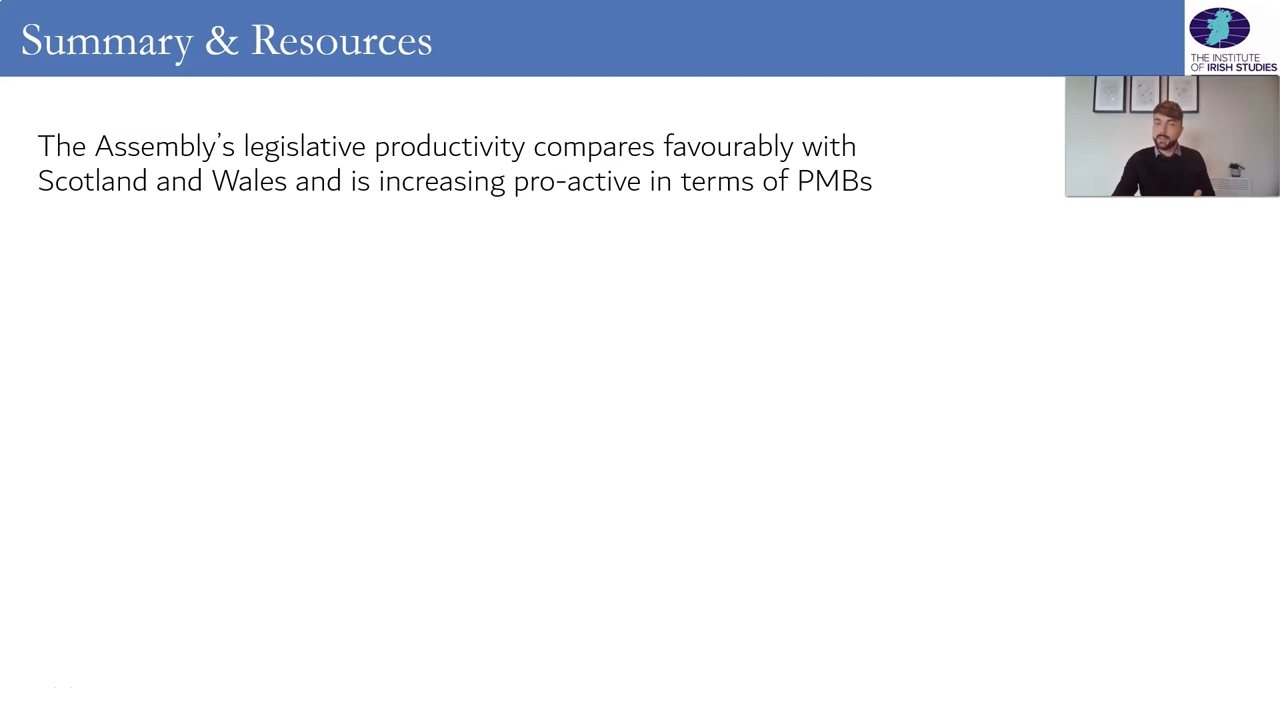 Summary & Resources
THE INSTITUTE
OF IRISH STUDIES
The Assembly’s legislative productivity compares favourably with
Scotland and Wales and is increasing pro-active in terms of PMBs